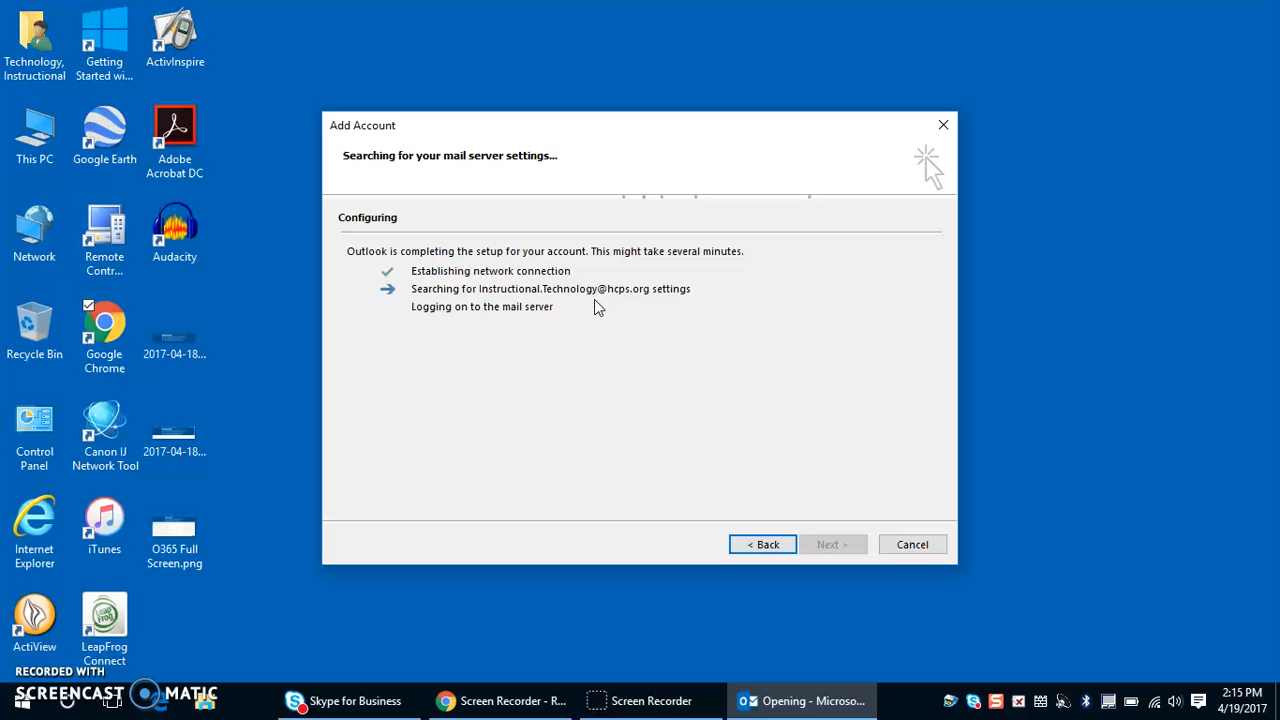 Technology,
Instructional
Getting
Started wi...
ActivInspire
This PC
Google Earth
Adobe
Acrobat DC
Network
Remote
Contr...
Audacity
Recycle Bin
Google
Chrome
2017-04-18...
Control
Panel
Canon IJ
Network Tool
2017-04-18...
Internet
Explorer
iTunes
O365 Full
Screen.png
ActiView
Leap
Frog
LeapFrog
Connect
Add Account
Searching for your mail server settings...
Configuring
Outlook is completing the setup for your account. This might take several minutes.
Establishing network connection
Searching for Instructional.Technology@hcps.org settings
Logging on to the mail server
< Back
Next >
Cancel
RECORDED WITH
SCREENCAST MATIC
Skype for Business
Screen Recorder - R...
Screen Recorder
Opening - Microso...
2:15 PM
4/19/2017